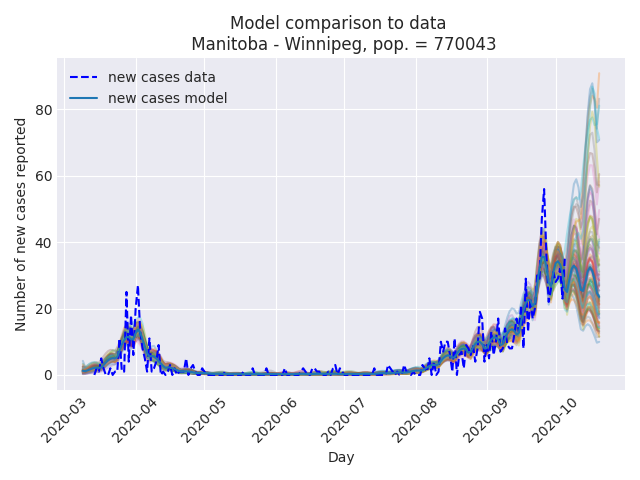 Model comparison to data
Manitoba - Winnipeg, pop. = 770043
new cases data
new cases model
Number of new cases reported
80
60
40
20
0
2020-03
2020-04
2020-05
2020-06
2020-07
2020-08
2020-09
2020-10
Day